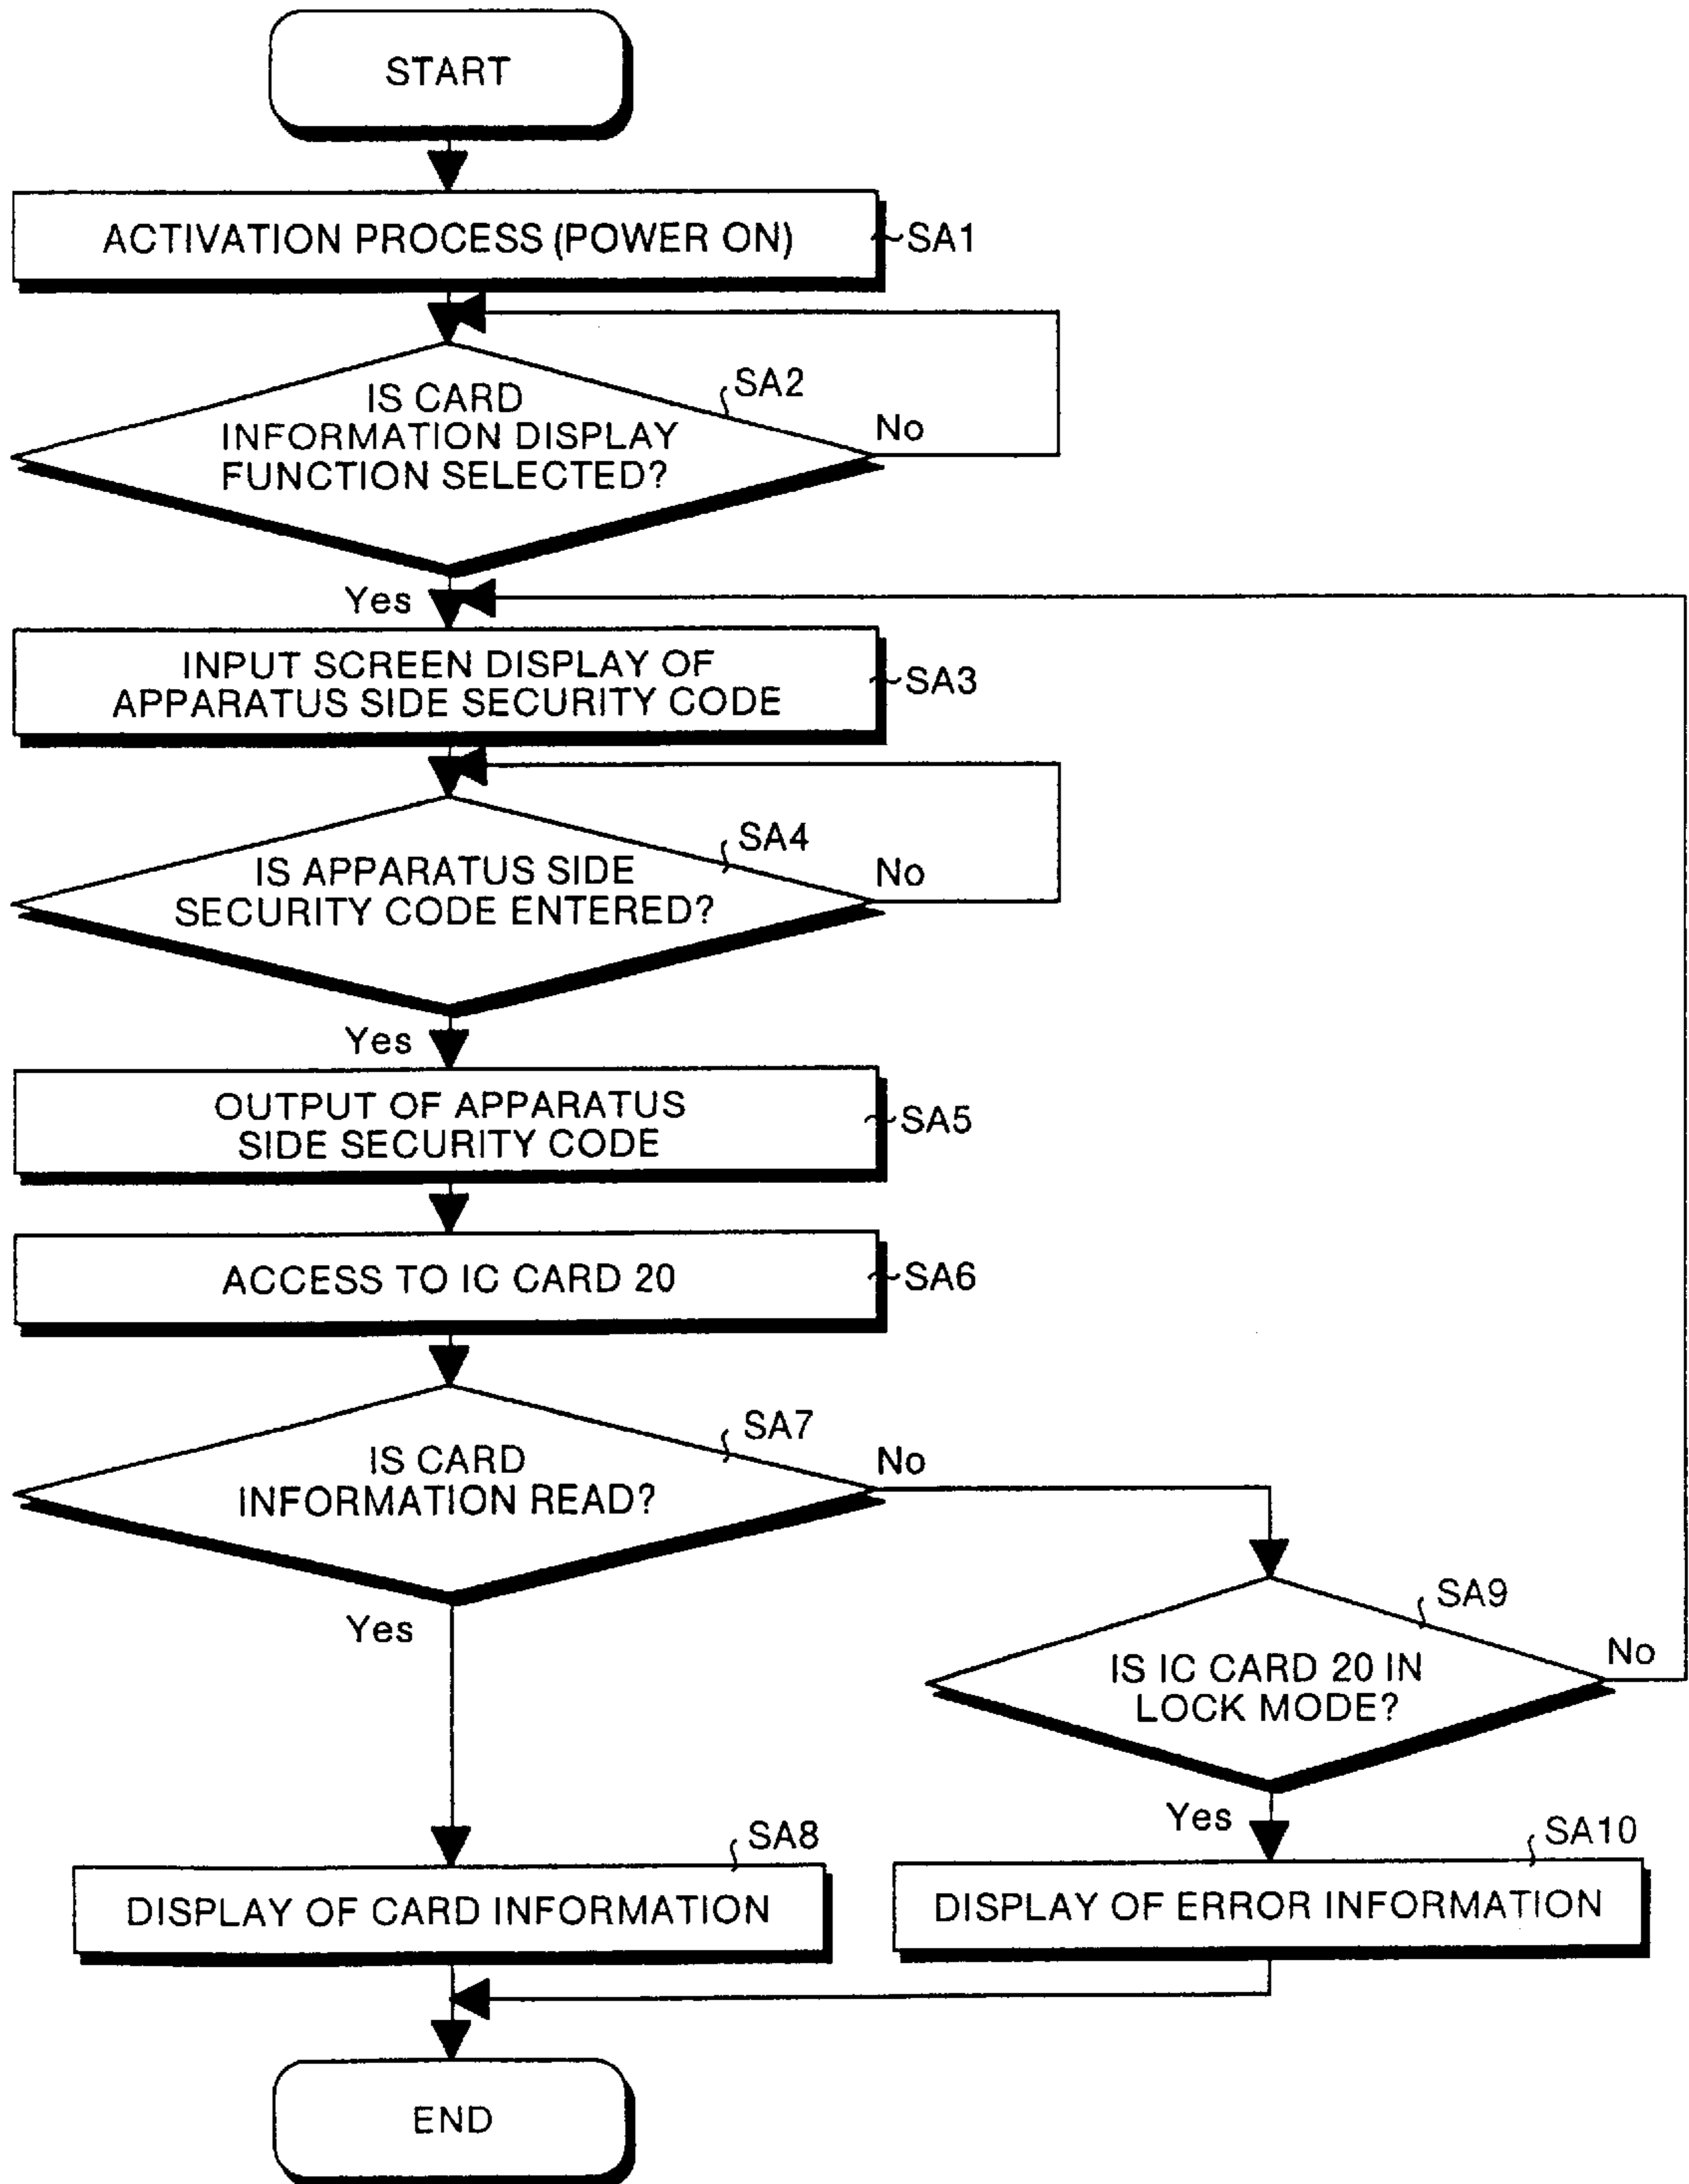 START
ACTIVATION PROCESS (POWER ON)
SA1
IS CARD
INFORMATION DISPLAY
FUNCTION SELECTED?
SA2
No
Yes
INPUT SCREEN DISPLAY OF
APPARATUS SIDE SECURITY CODE
SA3
IS APPARATUS SIDE
SECURITY CODE ENTERED?
SA4
No
Yes
OUTPUT OF APPARATUS
SIDE SECURITY CODE
SA5
ACCESS TO IC CARD 20
SA6
IS CARD
INFORMATION READ?
SA7
No
Yes
IS IC CARD 20 IN
LOCK MODE?
SA9
No
Yes
DISPLAY OF CARD INFORMATION
SA8
DISPLAY OF ERROR INFORMATION
SA10
END